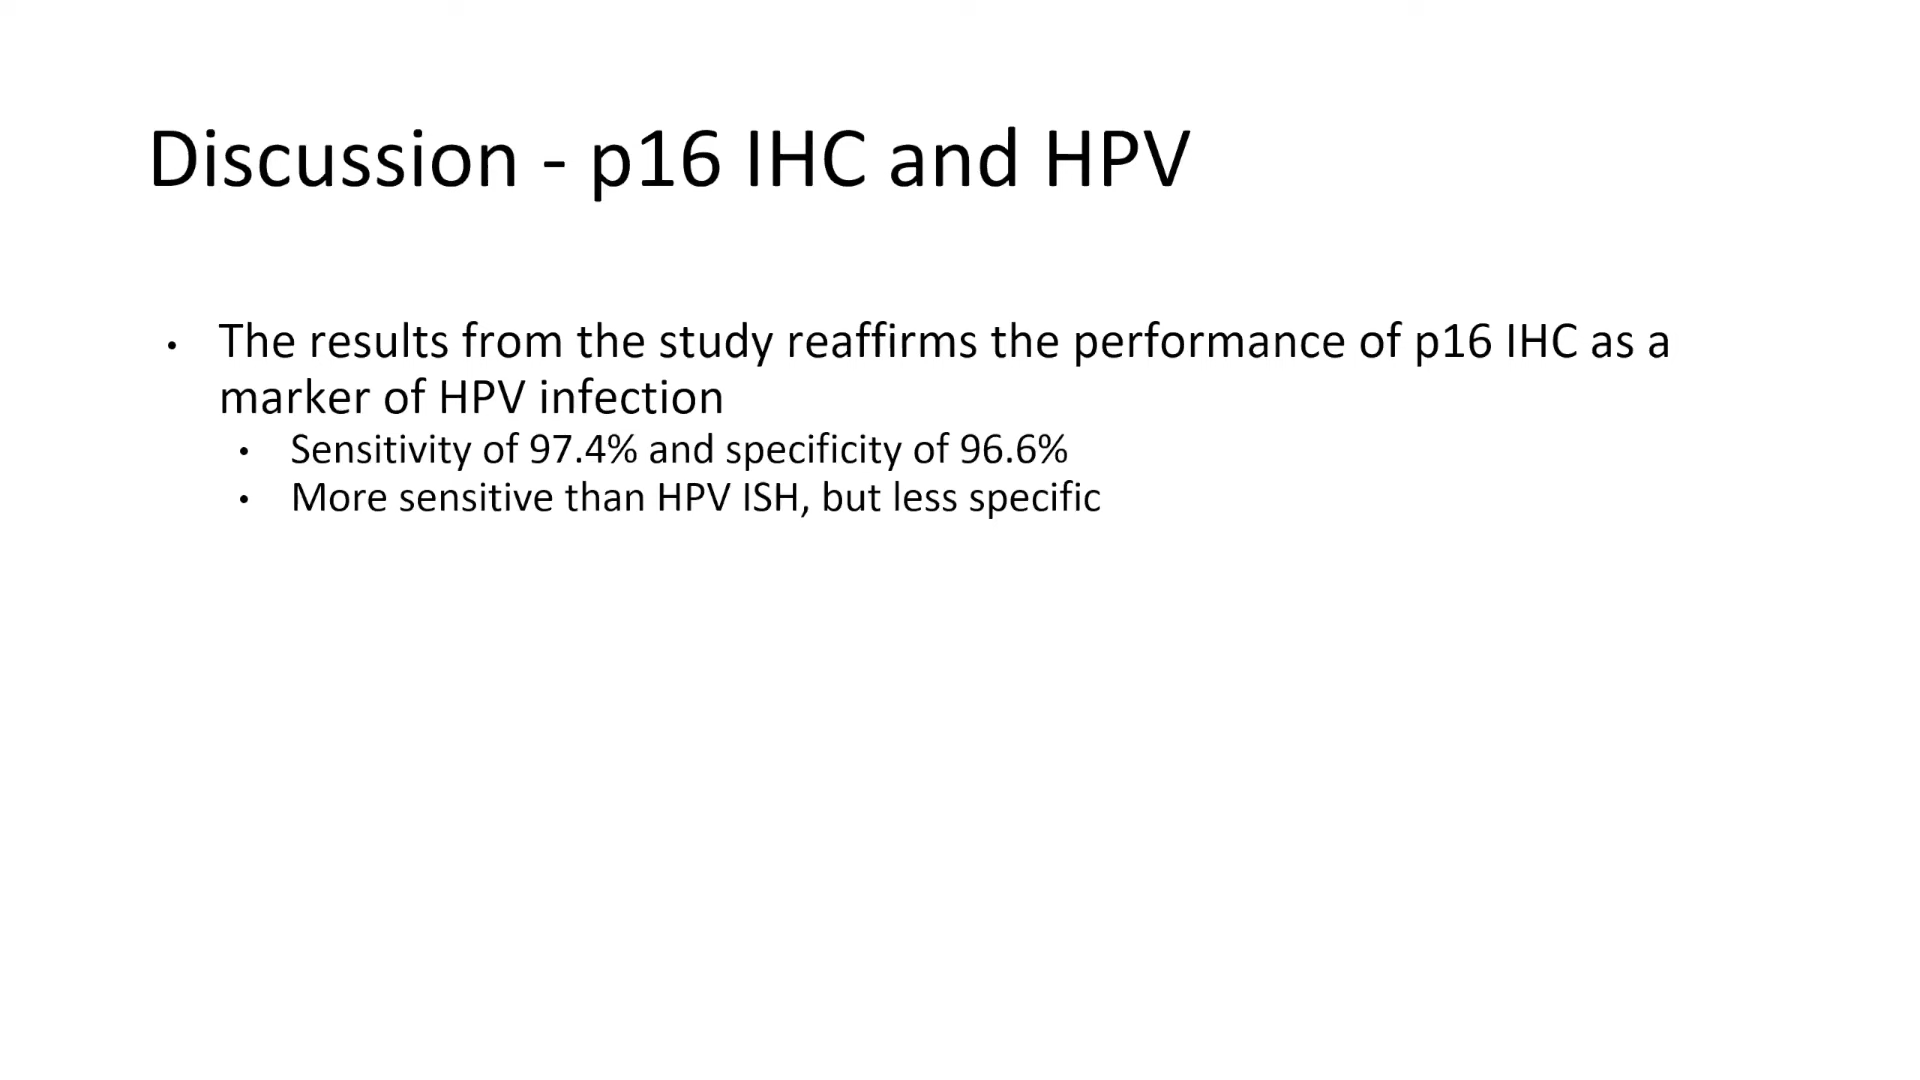 Discussion - p16 IHC and HPV
• The results from the study reaffirms the performance of p16 IHC as a
marker of HPV infection
• Sensitivity of 97.4% and specificity of 96.6%
• More sensitive than HPV ISH, but less specific